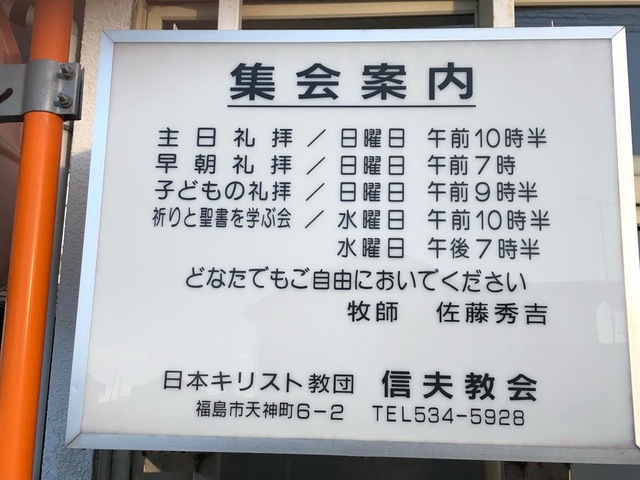 集会案内
主日礼拝／日曜日 午前10時半
早朝礼拝／日曜日 午前7時
子どもの礼拝／日曜日 午前9時半
祈りと聖書を学ぶ会／水曜日 午前10時半
水曜日 午後7時半
どなたでもご自由においでください
牧師 佐藤秀吉
日本キリスト教団 信夫教会
福島市天神町6-2 TEL534-5928